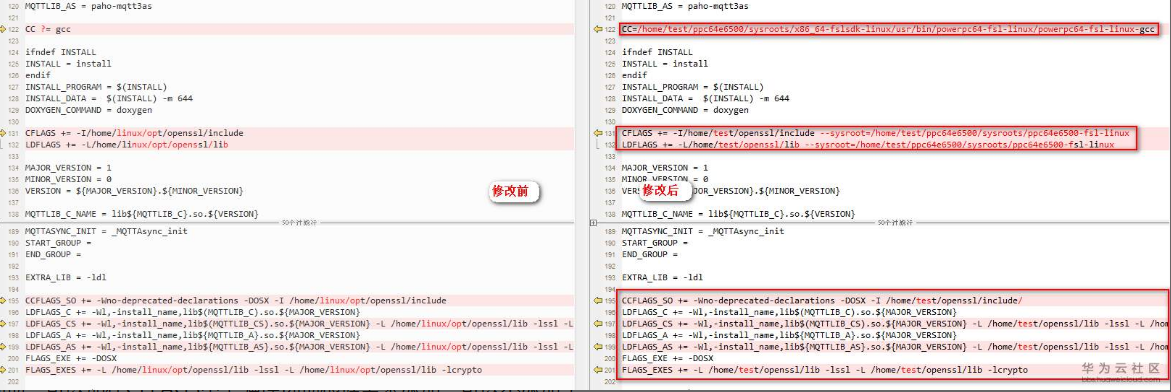 120 MQTTLIB_AS = paho-mqtt3as
121
122 CC ?= gcc
123
124 ifndef INSTALL
125 INSTALL = install
126 endif
127 INSTALL_PROGRAM = $(INSTALL)
128 INSTALL_DATA =  $(INSTALL) -m 644
129 DOXYGEN_COMMAND = doxygen
130
131 CFLAGS += -I/home/linux/opt/openssl/include
132 LDFLAGS += -L/home/linux/opt/openssl/lib
133
134 MAJOR_VERSION = 1
135 MINOR_VERSION = 0
136 VERSION = ${MAJOR_VERSION}.${MINOR_VERSION}
137
138 MQTTLIB_C_NAME = lib${MQTTLIB_C}.so.${VERSION}
修改前
189 MQTTASYNC_INIT = _MQTTAsync_init
190 START_GROUP =
191 END_GROUP =
192
193 EXTRA_LIB = -ldl
194
195 CCFLAGS_SO += -Wno-deprecated-declarations -DOSX -I /home/linux/opt/openssl/include
196 LDFLAGS_C += -Wl,-install_name,lib$(MQTTLIB_C).so.${MAJOR_VERSION}
197 LDFLAGS_CS += -Wl,-install_name,lib$(MQTTLIB_CS).so.${MAJOR_VERSION} -L /home/linux/opt/openssl/lib -lssl -L
198 LDFLAGS_A += -Wl,-install_name,lib${MQTTLIB_A}.so.${MAJOR_VERSION}
199 LDFLAGS_AS += -Wl,-install_name,lib${MQTTLIB_AS}.so.${MAJOR_VERSION} -L /home/linux/opt/openssl/lib -lssl -L
200 FLAGS_EXE += -DOSX
201 FLAGS_EXES += -L /home/linux/opt/openssl/lib -lssl -L /home/linux/opt/openssl/lib -lcrypto
120 MQTTLIB_AS = paho-mqtt3as
121
122 CC=/home/test/ppc64e6500/sysroots/x86_64-fslsdk-linux/usr/bin/powerpc64-fsl-linux/powerpc64-fsl-linux-gcc
123
124 ifndef INSTALL
125 INSTALL = install
126 endif
127 INSTALL_PROGRAM = $(INSTALL)
128 INSTALL_DATA =  $(INSTALL) -m 644
129 DOXYGEN_COMMAND = doxygen
130
131 CFLAGS += -I/home/test/openssl/include --sysroot=/home/test/ppc64e6500/sysroots/ppc64e6500-fsl-linux
132 LDFLAGS += -L/home/test/openssl/lib --sysroot=/home/test/ppc64e6500/sysroots/ppc64e6500-fsl-linux
133
134 MAJOR_VERSION = 1
135 MINOR_VERSION = 0
136 VERS ${MAJOR_VERSION}.${MINOR_VERSION}
137
138 MQTTLIB_C_NAME = lib${MQTTLIB_C}.so.${VERSION}
修改后
189 MQTTASYNC_INIT = _MQTTAsync_init
190 START_GROUP =
191 END_GROUP =
192
193 EXTRA_LIB = -ldl
194
195 CCFLAGS_SO += -Wno-deprecated-declarations -DOSX -I /home/test/openssl/include/
196 LDFLAGS_C += -Wl,-install_name,lib$(MQTTLIB_C).so.${MAJOR_VERSION}
197 LDFLAGS_CS += -Wl,-install_name,lib$(MQTTLIB_CS).so.${MAJOR_VERSION} -L /home/test/openssl/lib -lssl -L /hom
198 LDFLAGS_A += -Wl,-install_name,lib${MQTTLIB_A}.so.${MAJOR_VERSION}
199 LDFLAGS_AS += -Wl,-install_name,lib${MQTTLIB_AS}.so.${MAJOR_VERSION} -L /home/test/openssl/lib -lssl -L /hom
200 FLAGS_EXE += -DOSX
201 FLAGS_EXES += -L /home/test/openssl/lib -lssl -L /home/test/openssl/lib -lcrypto
华为云社区
bbs.huaweicloud.com